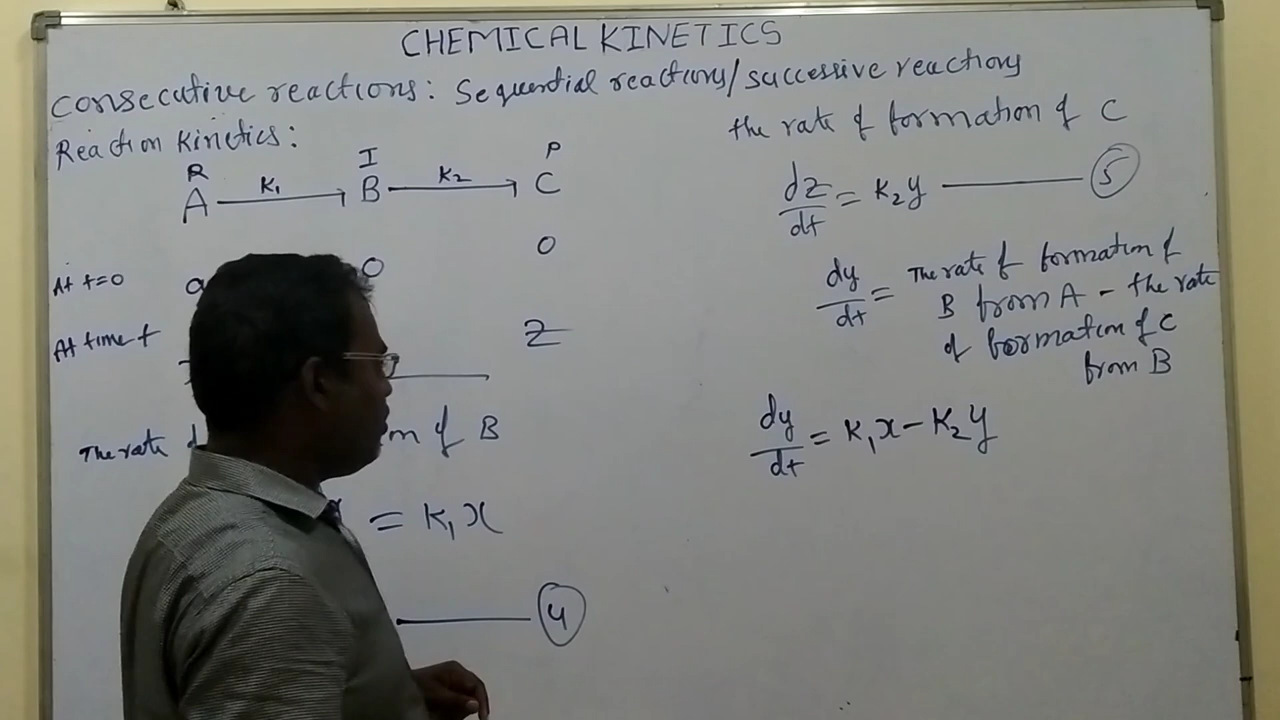 CHEMICAL KINETICS
Consecutive reactions: Sequential reactions/successive reactions
Reaction Kinetics:
R I P
A K₁ B K₂ C
At t=0 a 0 0
At time t Z
The rate m of B
= K₁x
4
the rate of formation of C
dz/dt = K₂y 5
dy/dt = The rate of formation of
B from A - the rate
of formation of C
from B
dy/dt = K₁x - K₂y